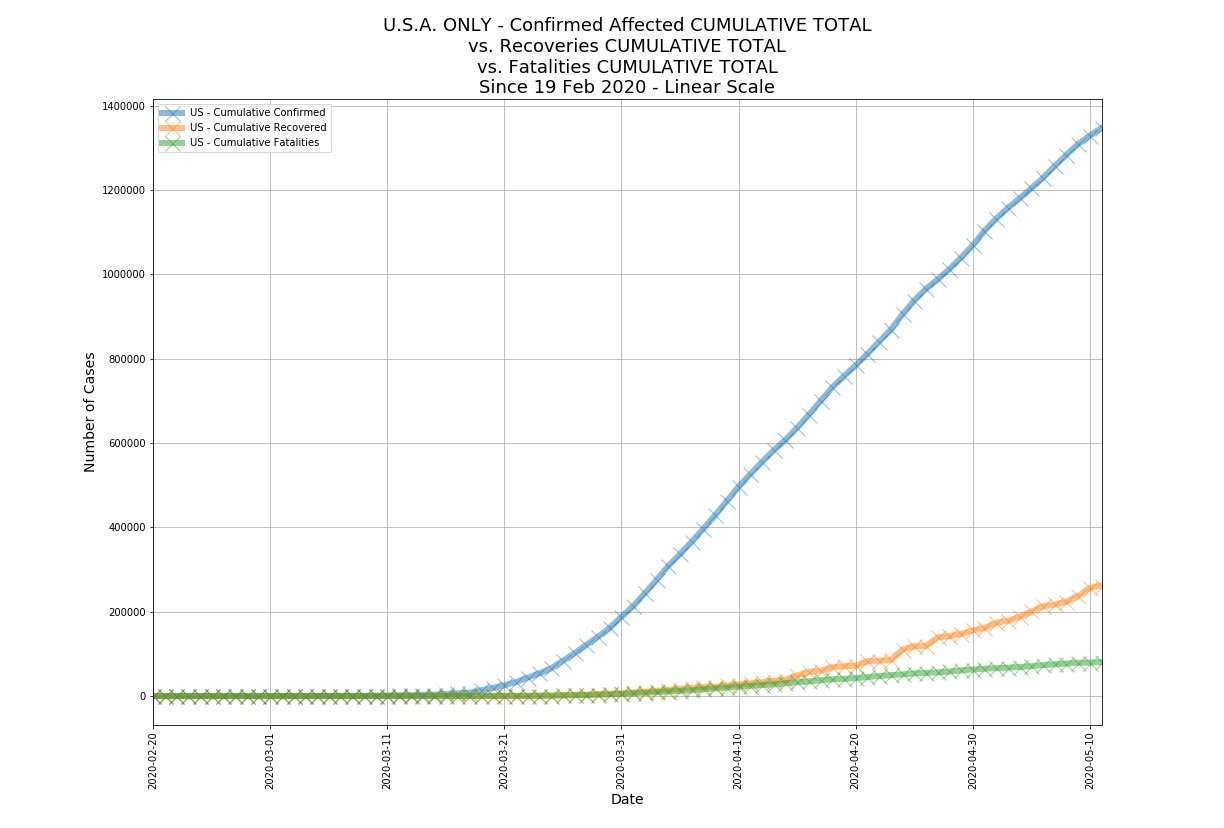 U.S.A. ONLY - Confirmed Affected CUMULATIVE TOTAL
vs. Recoveries CUMULATIVE TOTAL
vs. Fatalities CUMULATIVE TOTAL
Since 19 Feb 2020 - Linear Scale
US - Cumulative Confirmed
US - Cumulative Recovered
US - Cumulative Fatalities
Number of Cases
1400000
1200000
1000000
800000
600000
400000
200000
0
2020-02-20
2020-03-01
2020-03-11
2020-03-21
2020-03-31
2020-04-10
2020-04-20
2020-04-30
2020-05-10
Date